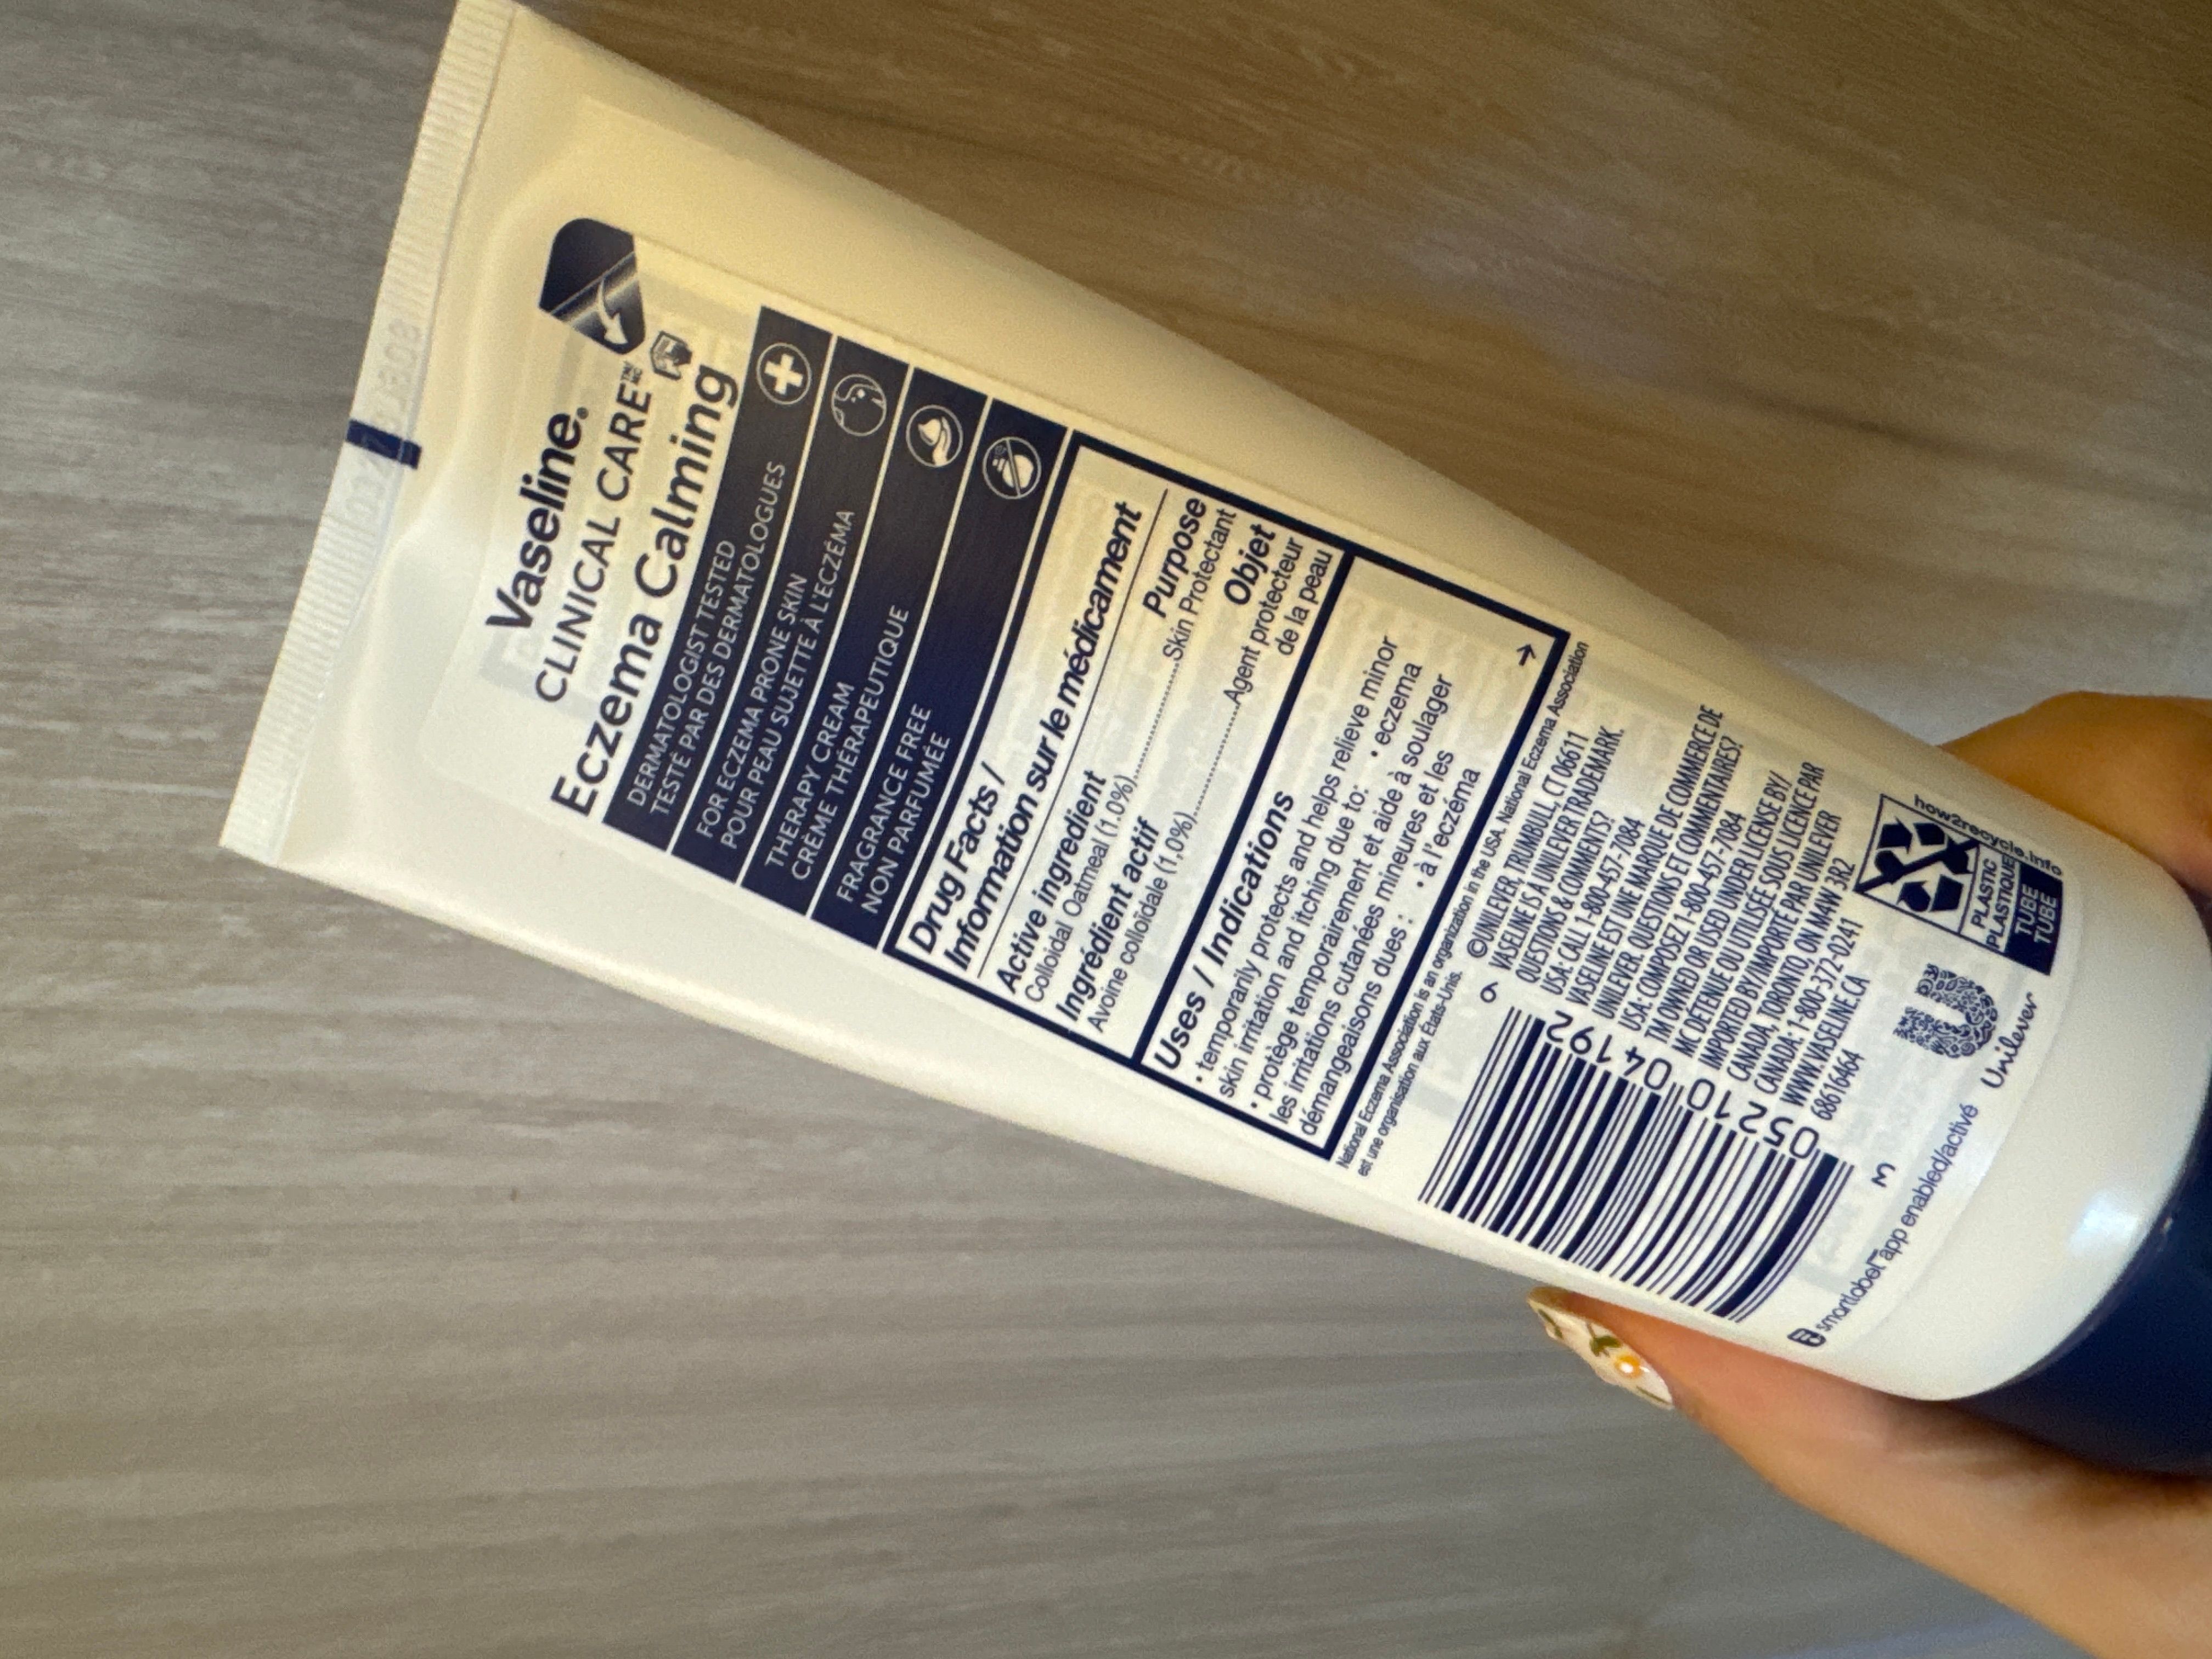 Vaseline®
CLINICAL CARE™ MC
Eczema Calming
DERMATOLOGIST TESTED
TESTÉ PAR DES DERMATOLOGUES
FOR ECZEMA PRONE SKIN
POUR PEAU SUJETTE À L'ECZÉMA
THERAPY CREAM
CRÈME THÉRAPEUTIQUE
FRAGRANCE FREE
NON PARFUMÉE
Drug Facts /
Information sur le médicament
Active ingredient Purpose
Colloidal Oatmeal (1.0%)....................Skin Protectant
Ingrédient actif Objet
Avoine colloïdale (1,0%)....................Agent protecteur
de la peau
Uses / Indications
• temporarily protects and helps relieve minor
skin irritation and itching due to: • eczema
• protège temporairement et aide à soulager
les irritations cutanées mineures et les
démangeaisons dues : • à l'eczéma
→
National Eczema Association is an organization in the USA. National Eczema Association
est une organisation aux États-Unis.
©UNILEVER, TRUMBULL, CT 06611
VASELINE IS A UNILEVER TRADEMARK.
QUESTIONS & COMMENTS?
USA: CALL 1-800-457-7084
VASELINE EST UNE MARQUE DE COMMERCE DE
UNILEVER. QUESTIONS ET COMMENTAIRES?
USA: COMPOSEZ 1-800-457-7084
TM OWNED OR USED UNDER LICENSE BY/
MC DÉTENUE OU UTILISÉE SOUS LICENCE PAR
IMPORTED BY/IMPORTÉ PAR UNILEVER
CANADA, TORONTO, ON M4W 3R2
CANADA: 1-800-372-0241
WWW.VASELINE.CA
68616464
3 05210 04192 6
smartlabel™ app enabled/activé
Unilever
how2recycle.info
PLASTIC
PLASTIQUE
TUBE
TUBE